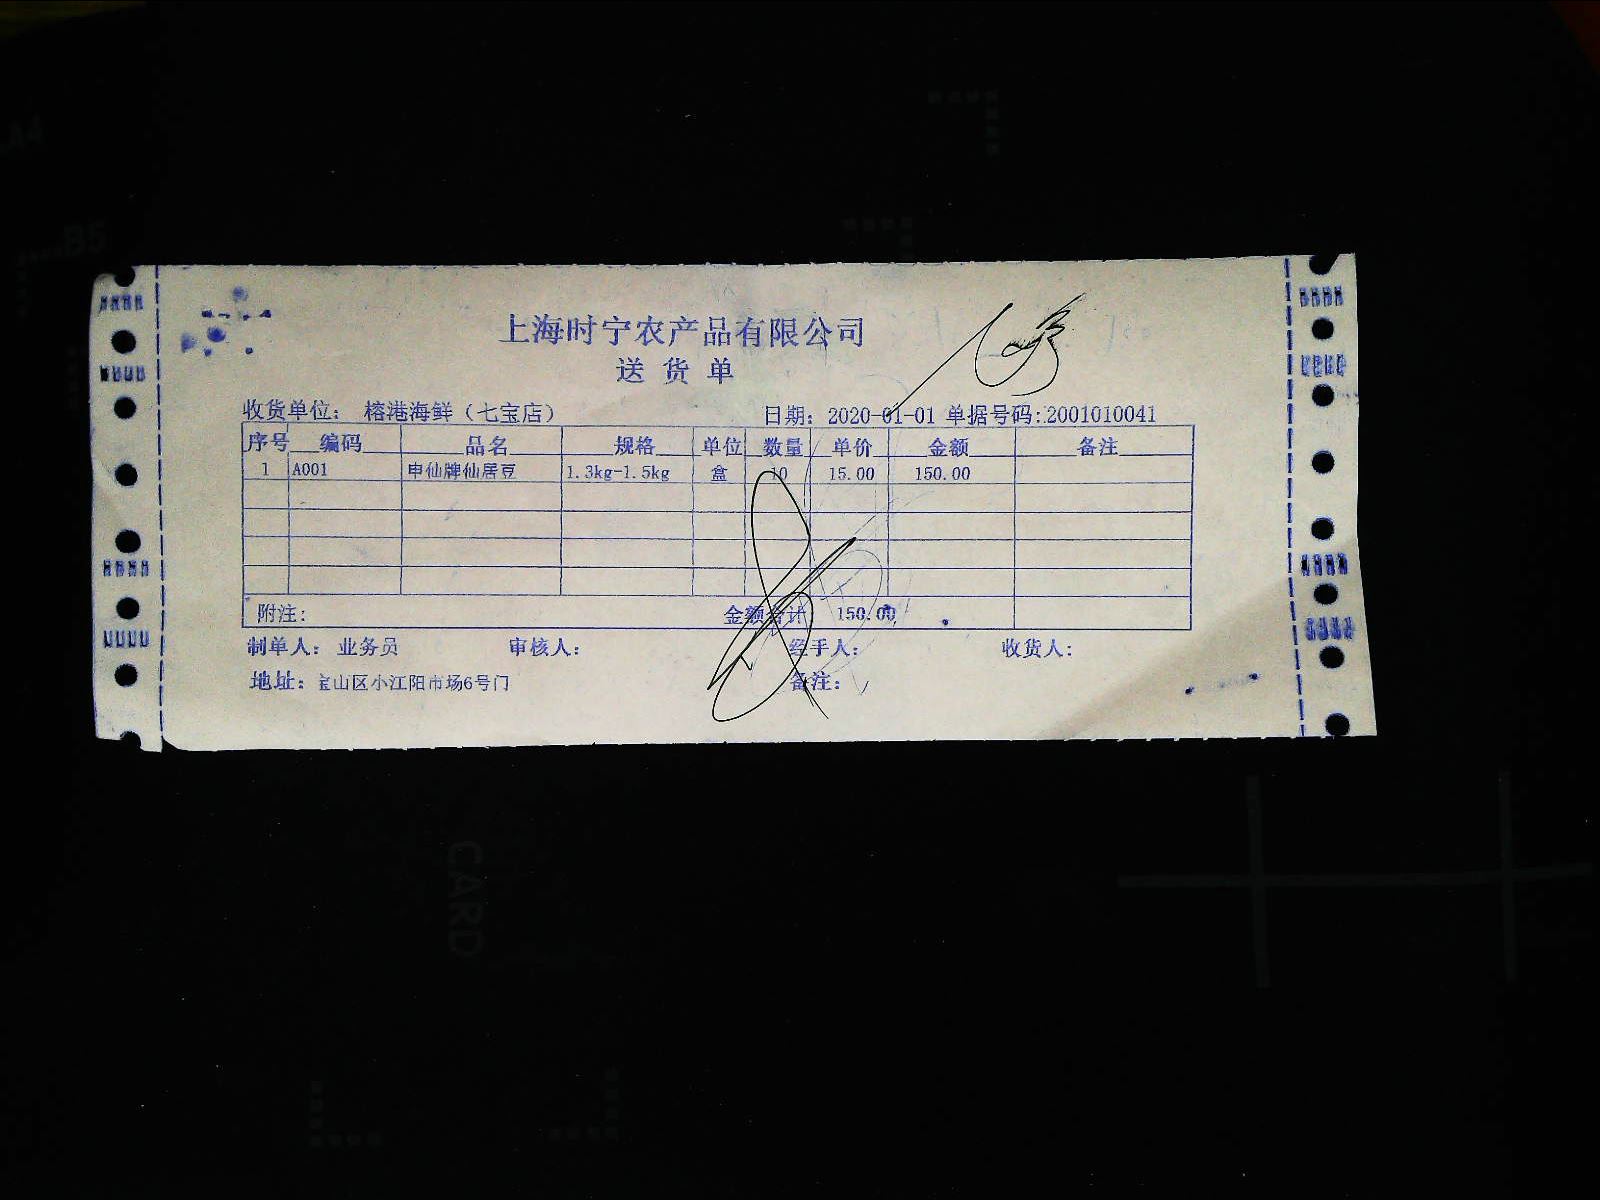 上海时宁农产品有限公司
送货单
收货单位： 榕港海鲜（七宝店） 日期：2020-01-01 单据号码:2001010041
序号 编码 品名 规格 单位 数量 单价 金额 备注
1 A001 申仙牌仙居豆 1.3kg-1.5kg 盒 10 15.00 150.00
附注: 金额合计 150.00
制单人：业务员 审核人: 经手人: 收货人:
地址：宝山区小江阳市场6号门 备注:
A4
B5
CARD